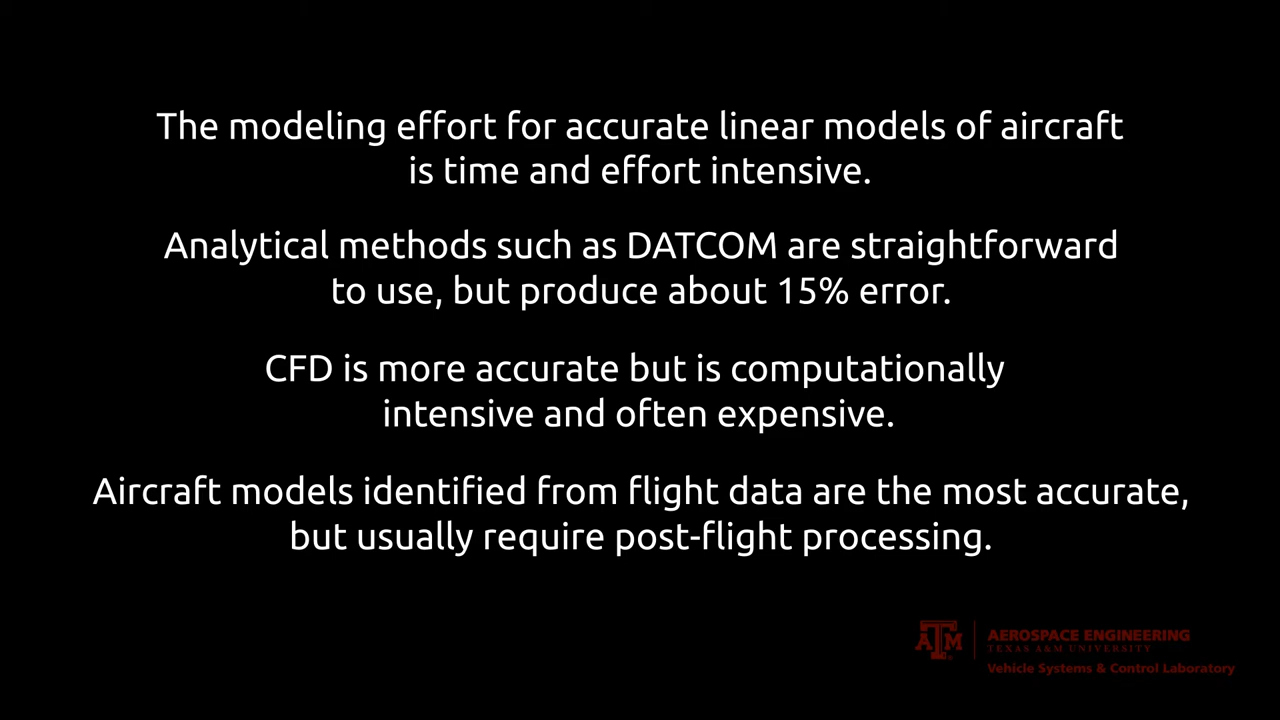 The modeling effort for accurate linear models of aircraft
is time and effort intensive.
Analytical methods such as DATCOM are straightforward
to use, but produce about 15% error.
CFD is more accurate but is computationally
intensive and often expensive.
Aircraft models identified from flight data are the most accurate,
but usually require post-flight processing.
ATM
AEROSPACE ENGINEERING
TEXAS A&M UNIVERSITY
Vehicle Systems & Control Laboratory